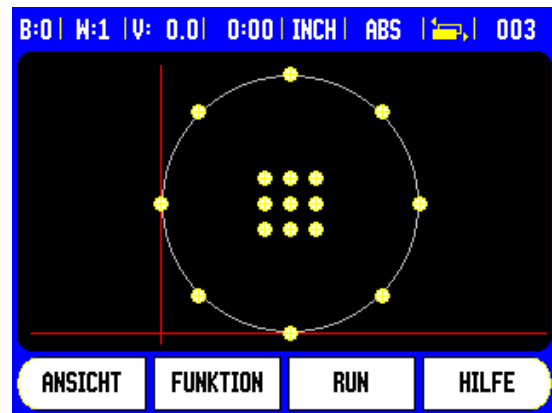 B:0| W:1 |V: 0.0| 0:00| INCH| ABS | | 003
ANSICHT FUNKTION RUN HILFE